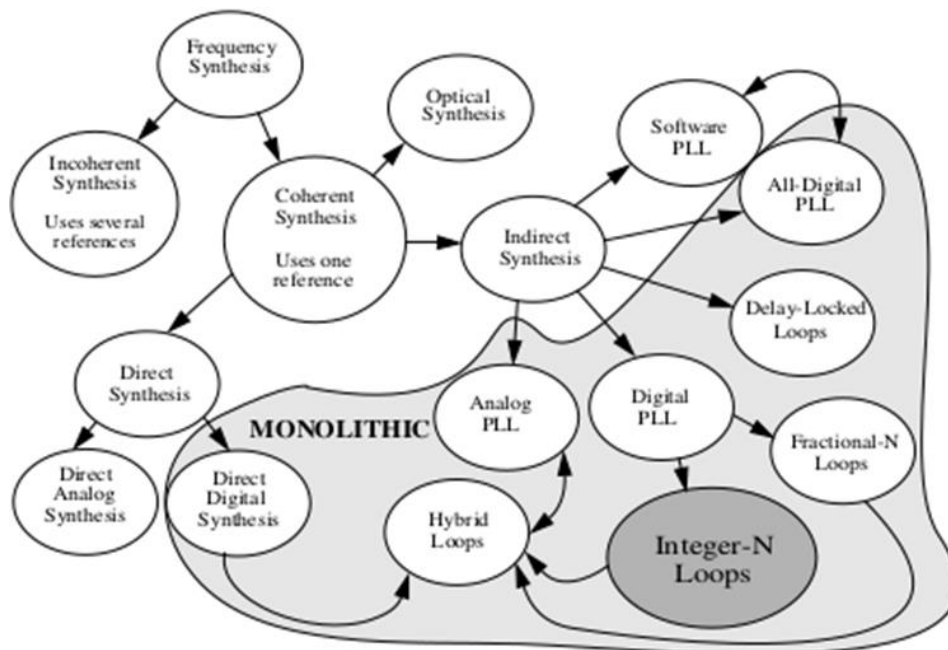 Frequency
Synthesis
Optical
Synthesis
Software
PLL
Incoherent
Synthesis
Uses several
references
Coherent
Synthesis
Uses one
reference
All-Digital
PLL
Indirect
Synthesis
Delay-Locked
Loops
Direct
Synthesis
MONOLITHIC
Analog
PLL
Digital
PLL
Fractional-N
Loops
Direct
Analog
Synthesis
Direct
Digital
Synthesis
Hybrid
Loops
Integer-N
Loops